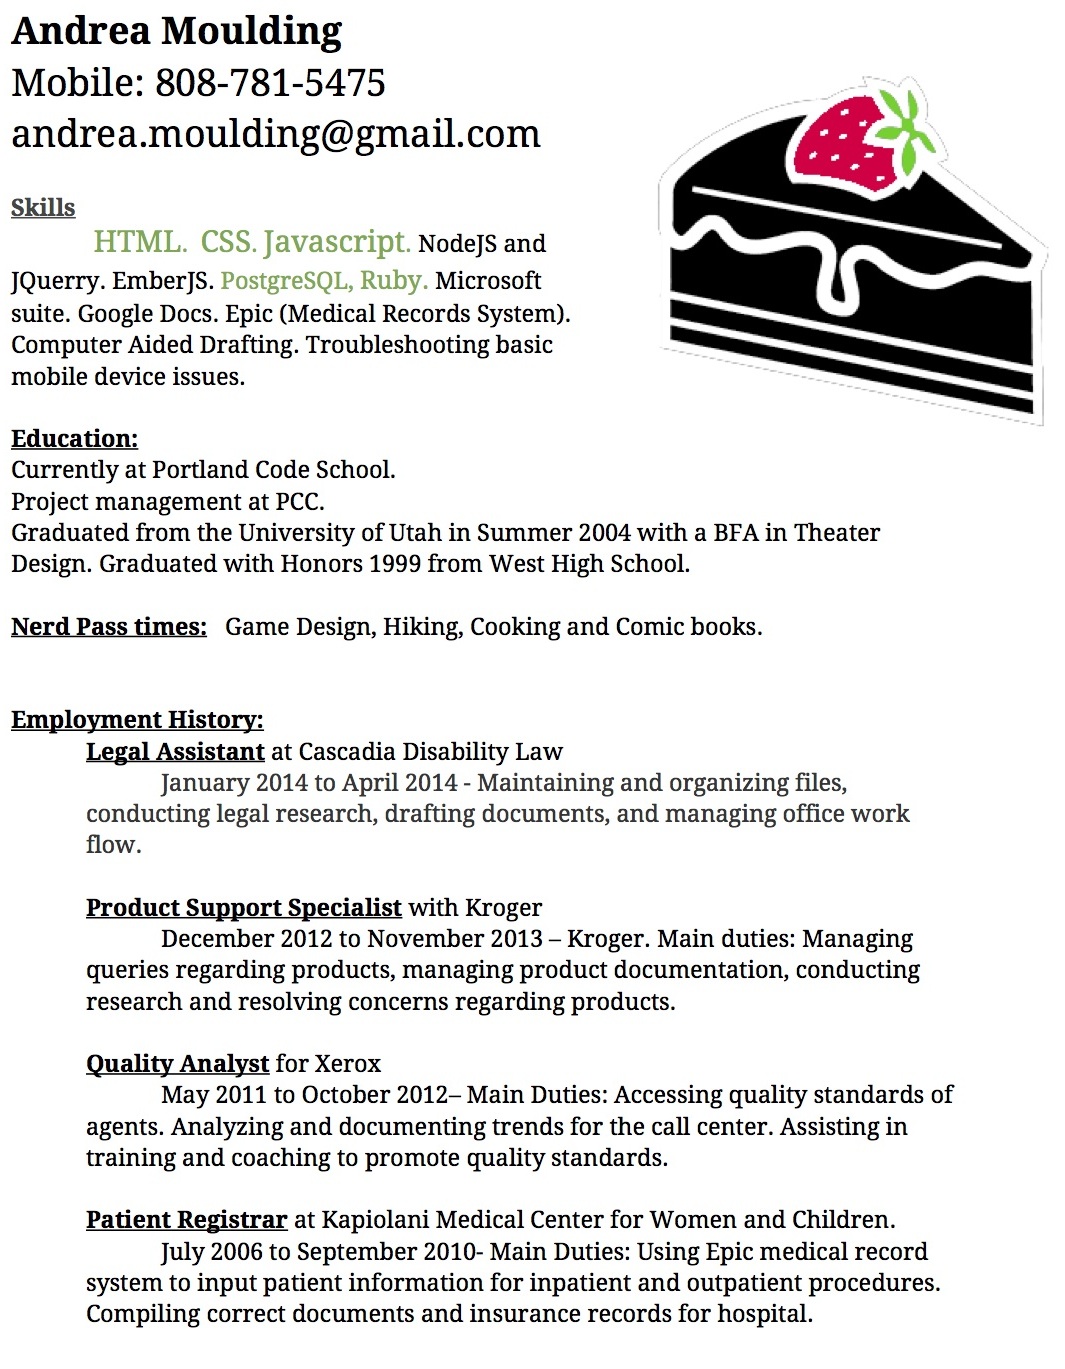 Andrea Moulding
Mobile: 808-781-5475
andrea.moulding@gmail.com
Skills
HTML. CSS. Javascript. NodeJS and
JQuerry. EmberJS. PostgreSQL, Ruby. Microsoft
suite. Google Docs. Epic (Medical Records System).
Computer Aided Drafting. Troubleshooting basic
mobile device issues.
Education:
Currently at Portland Code School.
Project management at PCC.
Graduated from the University of Utah in Summer 2004 with a BFA in Theater
Design. Graduated with Honors 1999 from West High School.
Nerd Pass times: Game Design, Hiking, Cooking and Comic books.
Employment History:
Legal Assistant at Cascadia Disability Law
January 2014 to April 2014 - Maintaining and organizing files,
conducting legal research, drafting documents, and managing office work
flow.
Product Support Specialist with Kroger
December 2012 to November 2013 – Kroger. Main duties: Managing
queries regarding products, managing product documentation, conducting
research and resolving concerns regarding products.
Quality Analyst for Xerox
May 2011 to October 2012– Main Duties: Accessing quality standards of
agents. Analyzing and documenting trends for the call center. Assisting in
training and coaching to promote quality standards.
Patient Registrar at Kapiolani Medical Center for Women and Children.
July 2006 to September 2010- Main Duties: Using Epic medical record
system to input patient information for inpatient and outpatient procedures.
Compiling correct documents and insurance records for hospital.